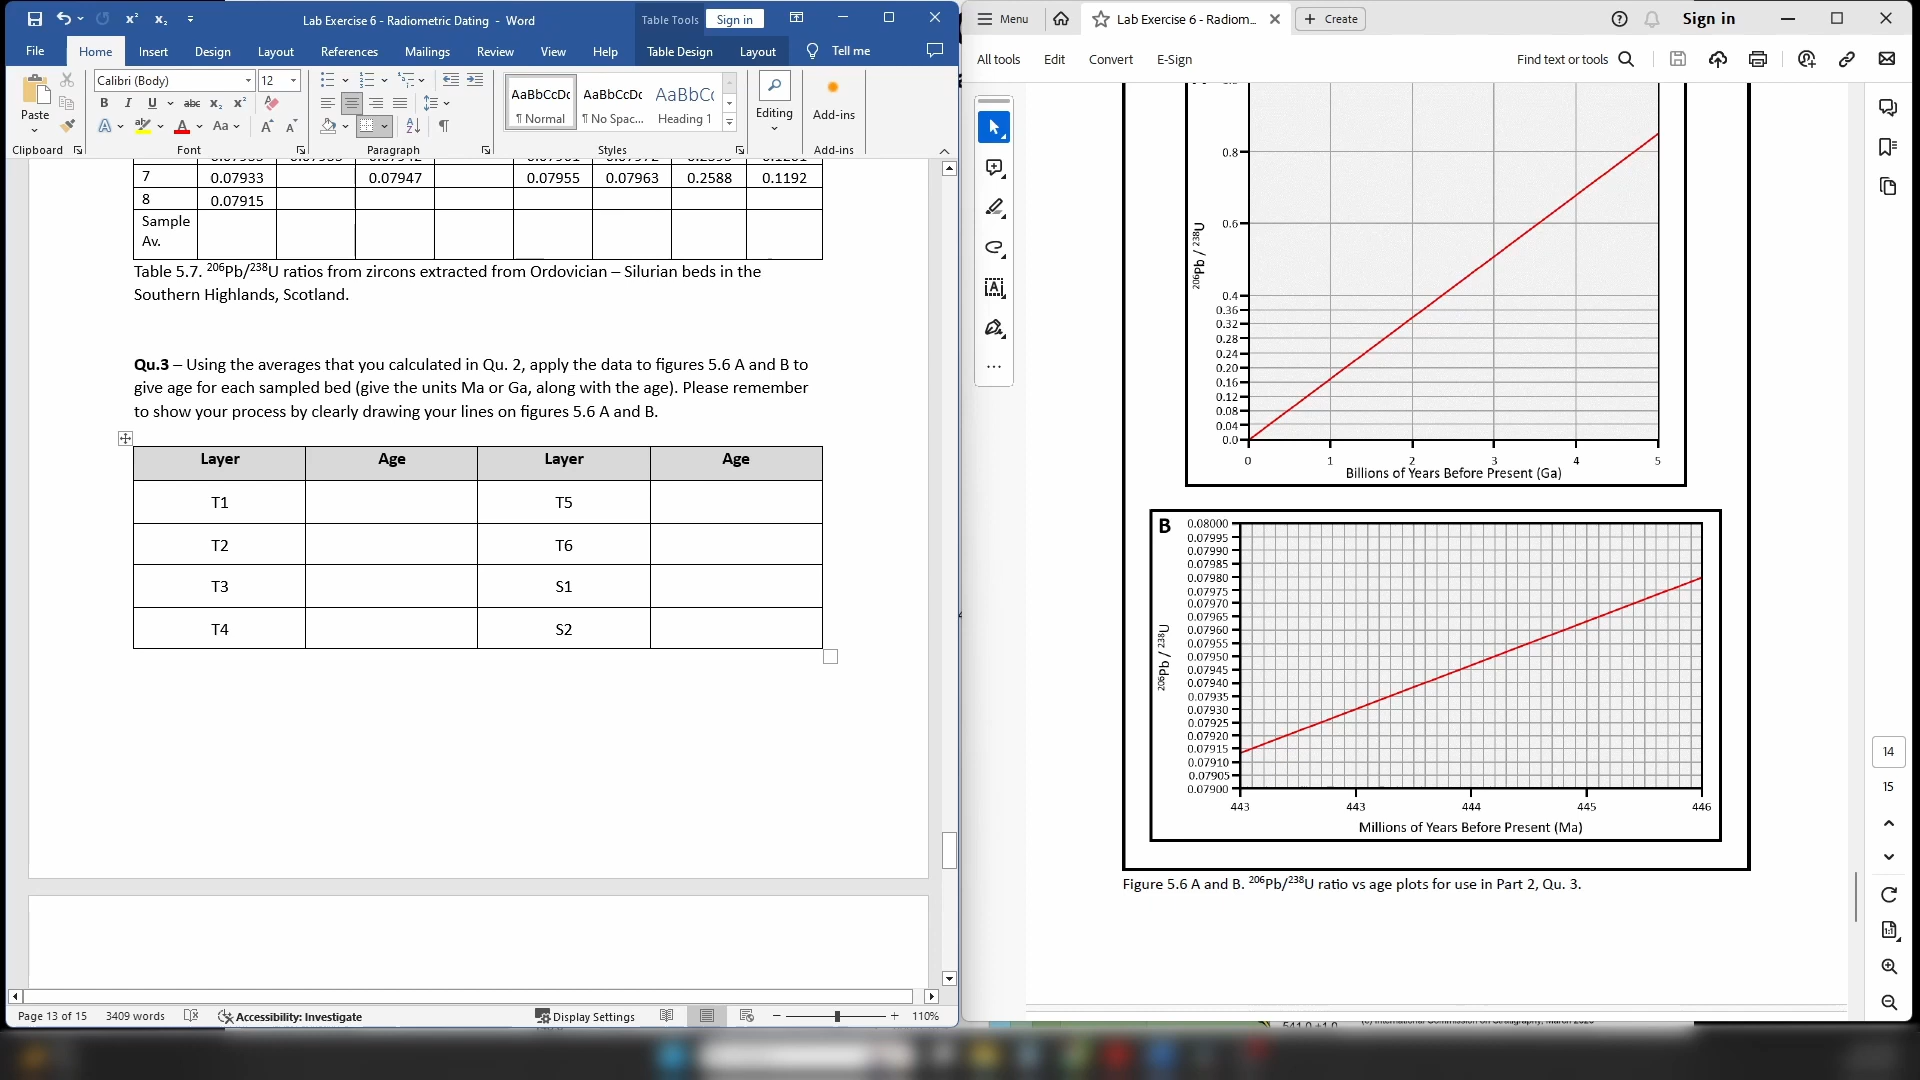 Lab Exercise 6 - Radiometric Dating - Word
Table Tools
Sign in
File
Home
Insert
Design
Layout
References
Mailings
Review
View
Help
Table Design
Layout
Tell me
Paste
Calibri (Body)
12
AaBbCcDc
AaBbCcDc
AaBbCc
¶ Normal
¶ No Spac...
Heading 1
Editing
Add-ins
Clipboard
Font
Paragraph
Styles
Add-ins
7 0.07933 0.07947 0.07955 0.07963 0.2588 0.1192
8 0.07915
Sample
Av.
Table 5.7. ²⁰⁶Pb/²³⁸U ratios from zircons extracted from Ordovician – Silurian beds in the
Southern Highlands, Scotland.
Qu.3 – Using the averages that you calculated in Qu. 2, apply the data to figures 5.6 A and B to
give age for each sampled bed (give the units Ma or Ga, along with the age). Please remember
to show your process by clearly drawing your lines on figures 5.6 A and B.
Layer Age Layer Age
T1 T5
T2 T6
T3 S1
T4 S2
Page 13 of 15
3409 words
Accessibility: Investigate
Display Settings
110%
Menu
Lab Exercise 6 - Radiom...
Create
Sign in
All tools
Edit
Convert
E-Sign
Find text or tools
0.8
0.6
0.4
0.36
0.32
0.28
0.24
0.20
0.16
0.12
0.08
0.04
0.0
²⁰⁶Pb / ²³⁸U
0 1 2 3 4 5
Billions of Years Before Present (Ga)
B
0.08000
0.07995
0.07990
0.07985
0.07980
0.07975
0.07970
0.07965
0.07960
0.07955
0.07950
0.07945
0.07940
0.07935
0.07930
0.07925
0.07920
0.07915
0.07910
0.07905
0.07900
²⁰⁶Pb / ²³⁸U
443 443 444 445 446
Millions of Years Before Present (Ma)
Figure 5.6 A and B. ²⁰⁶Pb/²³⁸U ratio vs age plots for use in Part 2, Qu. 3.
14
15